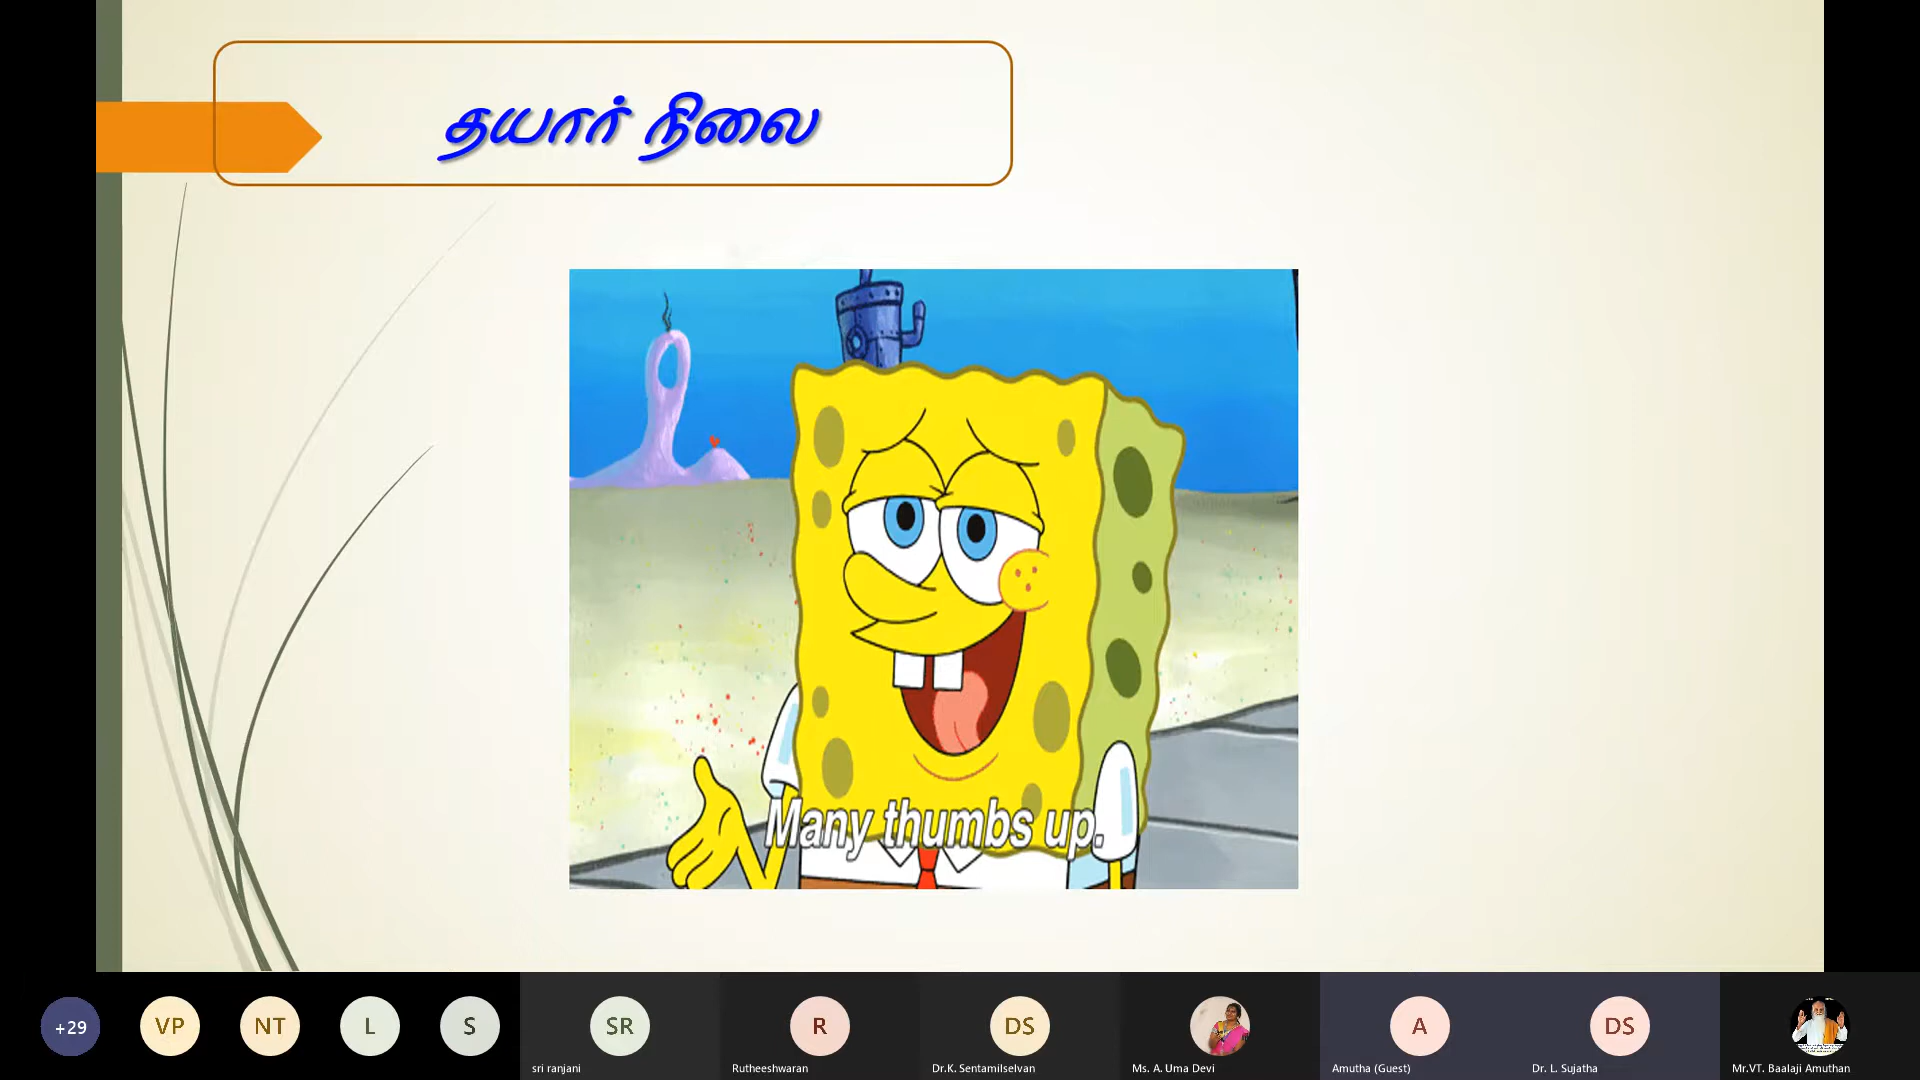 தயார் நிலை
Many thumbs up.
+29
VP
NT
L
S
SR
R
DS
A
DS
sri ranjani
Rutheeshwaran
Dr.K. Sentamilselvan
Ms. A. Uma Devi
Amutha (Guest)
Dr. L. Sujatha
Mr.VT. Baalaji Amuthan